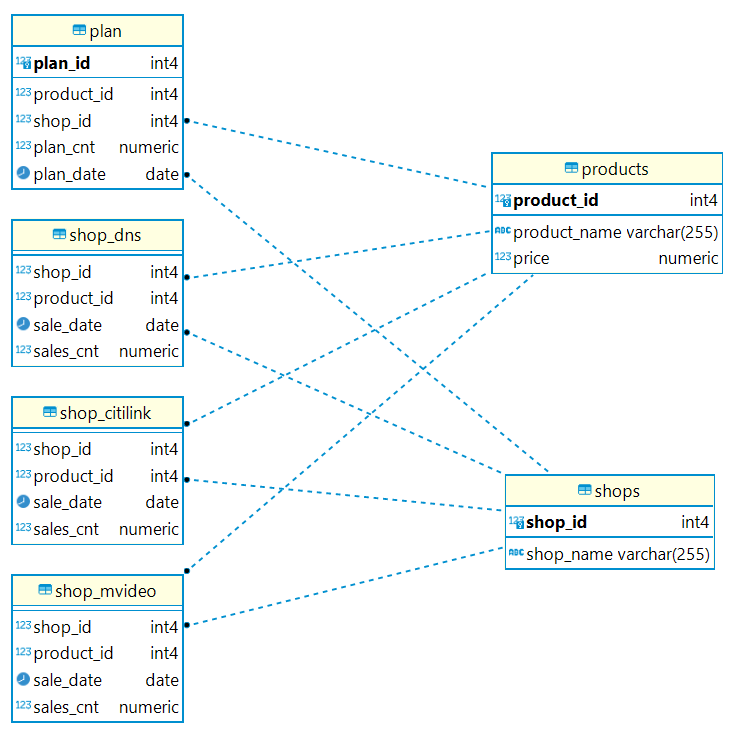 plan
123 plan_id int4
123 product_id int4
123 shop_id int4
123 plan_cnt numeric
plan_date date
shop_dns
123 shop_id int4
123 product_id int4
sale_date date
123 sales_cnt numeric
shop_citilink
123 shop_id int4
123 product_id int4
sale_date date
123 sales_cnt numeric
shop_mvideo
123 shop_id int4
123 product_id int4
sale_date date
123 sales_cnt numeric
products
123 product_id int4
ABC product_name varchar(255)
123 price numeric
shops
123 shop_id int4
ABC shop_name varchar(255)